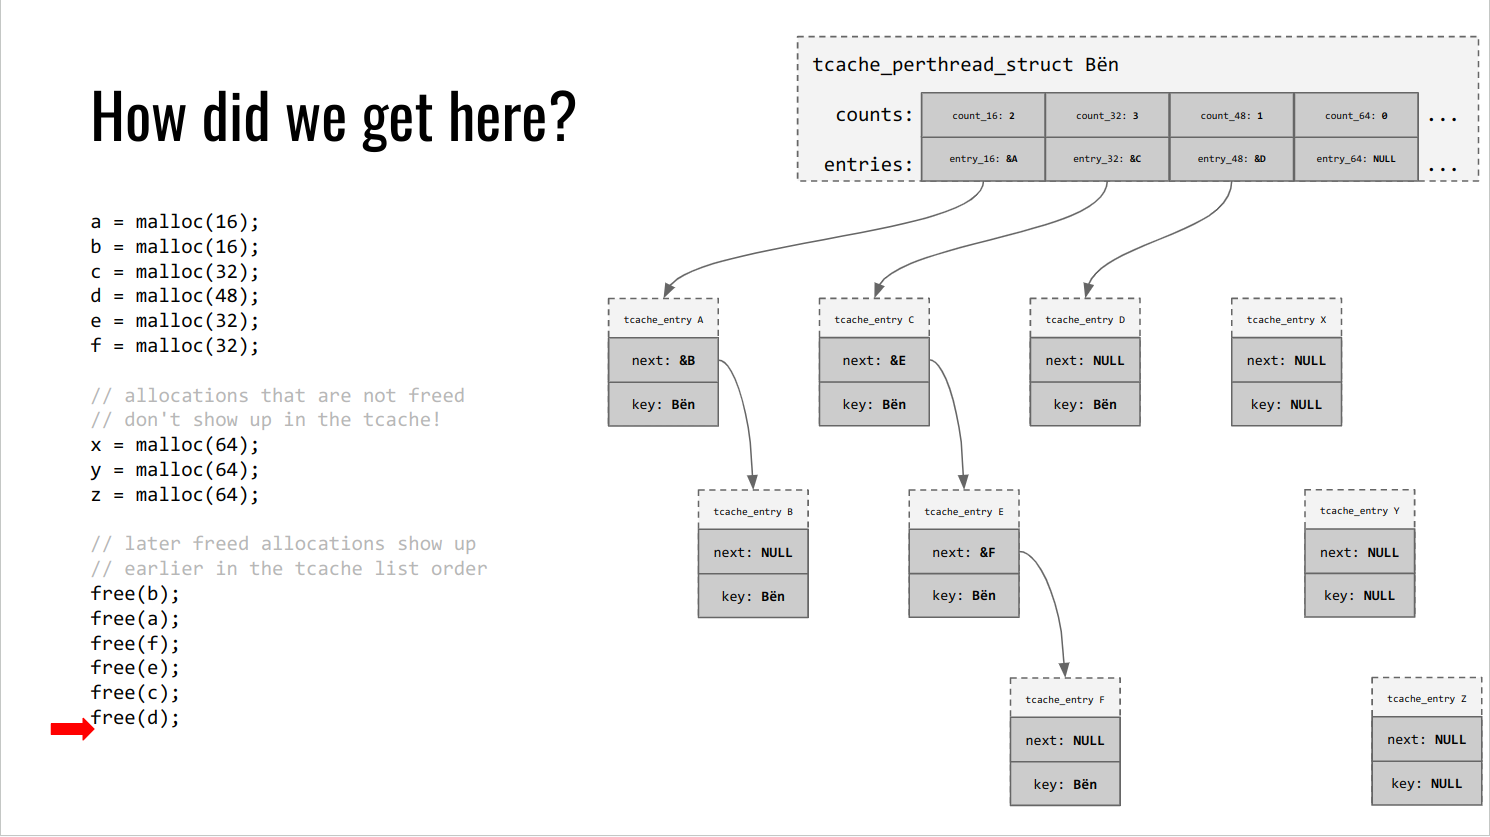 How did we get here?
a = malloc(16);
b = malloc(16);
c = malloc(32);
d = malloc(48);
e = malloc(32);
f = malloc(32);
// allocations that are not freed
// don't show up in the tcache!
x = malloc(64);
y = malloc(64);
z = malloc(64);
// later freed allocations show up
// earlier in the tcache list order
free(b);
free(a);
free(f);
free(e);
free(c);
free(d);
tcache_perthread_struct Bën
counts: count_16: 2 count_32: 3 count_48: 1 count_64: 0 ...
entries: entry_16: &A entry_32: &C entry_48: &D entry_64: NULL ...
tcache_entry A
next: &B
key: Bën
tcache_entry C
next: &E
key: Bën
tcache_entry D
next: NULL
key: Bën
tcache_entry X
next: NULL
key: NULL
tcache_entry B
next: NULL
key: Bën
tcache_entry E
next: &F
key: Bën
tcache_entry Y
next: NULL
key: NULL
tcache_entry F
next: NULL
key: Bën
tcache_entry Z
next: NULL
key: NULL